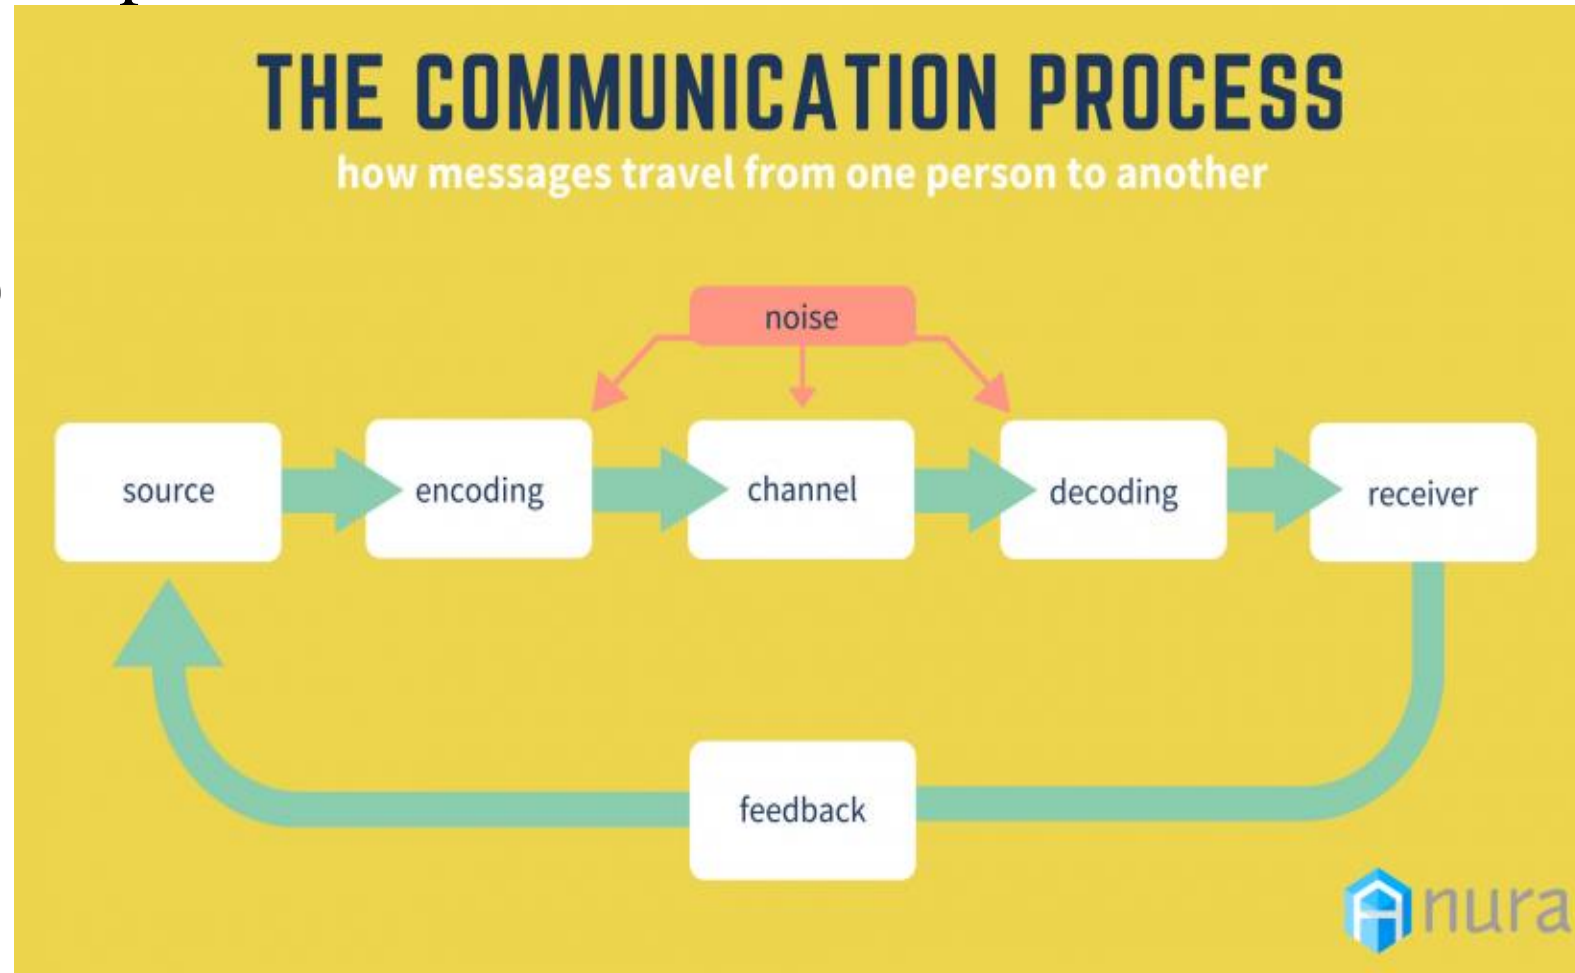 THE COMMUNICATION PROCESS
how messages travel from one person to another
noise
source
encoding
channel
decoding
receiver
feedback
nura